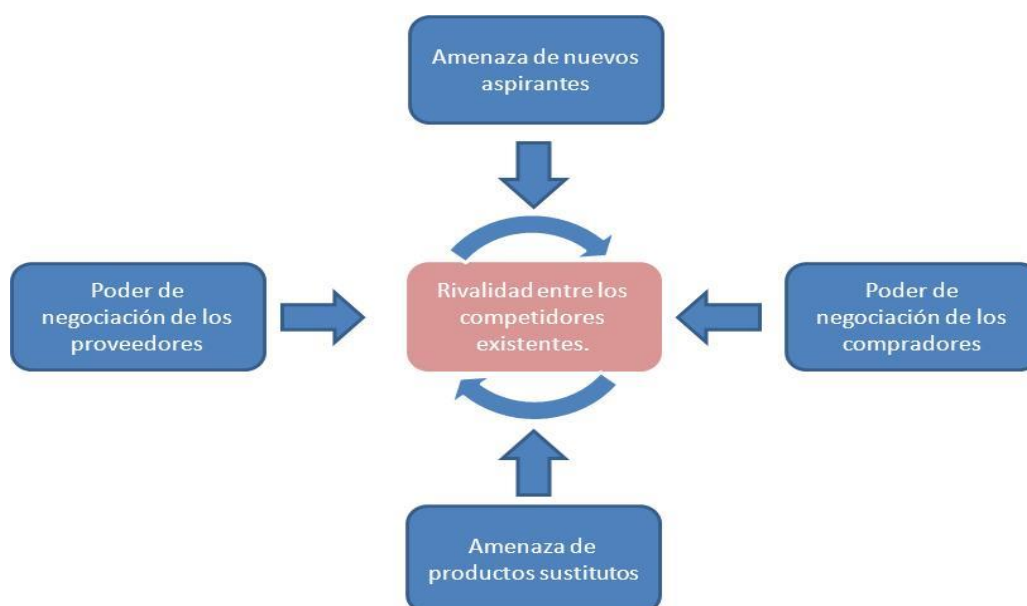 Amenaza de nuevos
aspirantes
Poder de
negociación de los
proveedores
Rivalidad entre los
competidores
existentes.
Poder de
negociación de los
compradores
Amenaza de
productos sustitutos